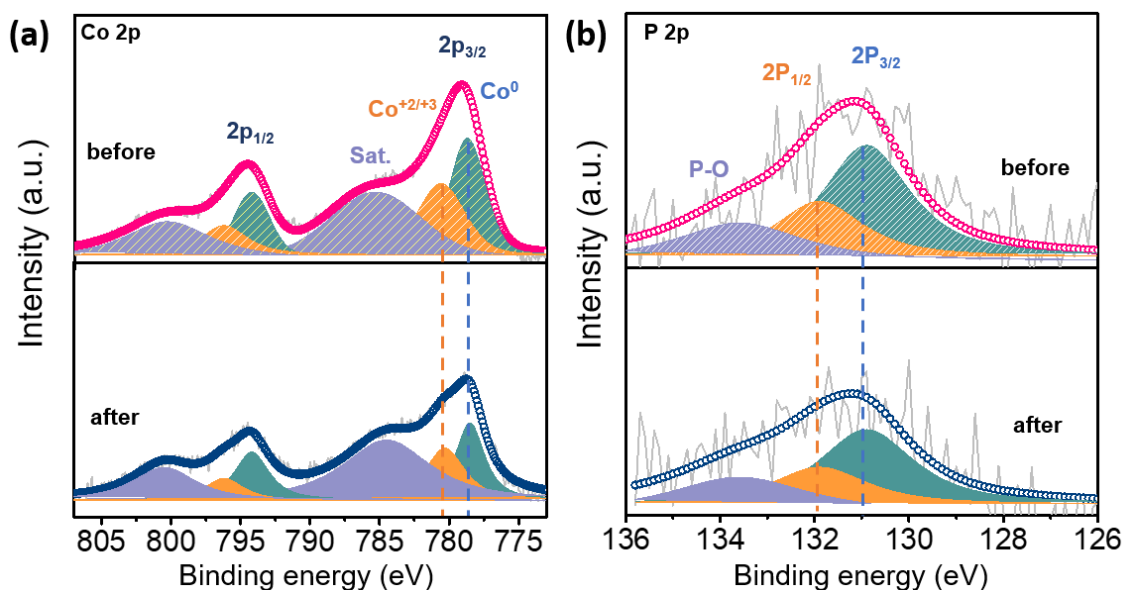 (a)
Co 2p
2p3/2
Co0
Co+2/+3
2p1/2
before
Sat.
after
Intensity (a.u.)
Intensity (a.u.)
805 800 795 790 785 780 775
Binding energy (eV)
(b)
P 2p
2P3/2
2P1/2
P-O
before
after
Intensity (a.u.)
Intensity (a.u.)
136 134 132 130 128 126
Binding energy (eV)